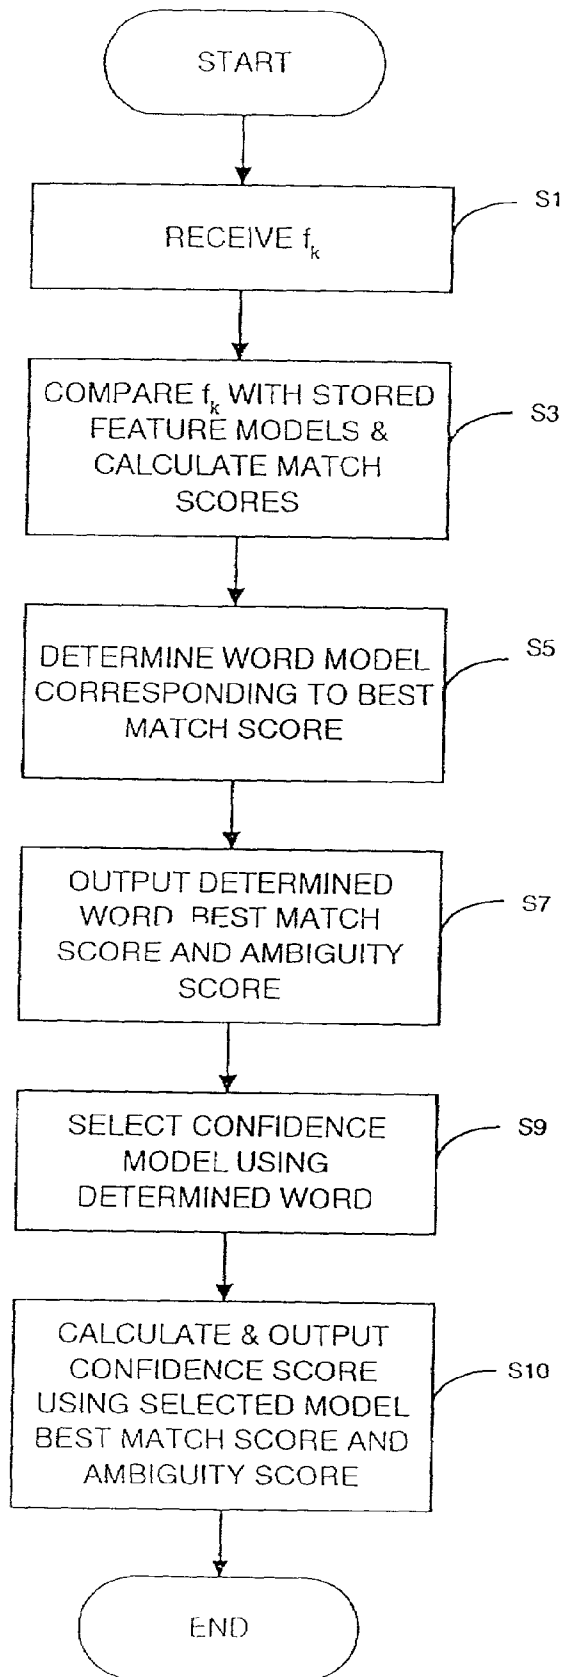 START
RECEIVE fk
S1
COMPARE fk WITH STORED
FEATURE MODELS &
CALCULATE MATCH
SCORES
S3
DETERMINE WORD MODEL
CORRESPONDING TO BEST
MATCH SCORE
S5
OUTPUT DETERMINED
WORD BEST MATCH
SCORE AND AMBIGUITY
SCORE
S7
SELECT CONFIDENCE
MODEL USING
DETERMINED WORD
S9
CALCULATE & OUTPUT
CONFIDENCE SCORE
USING SELECTED MODEL
BEST MATCH SCORE AND
AMBIGUITY SCORE
S10
END